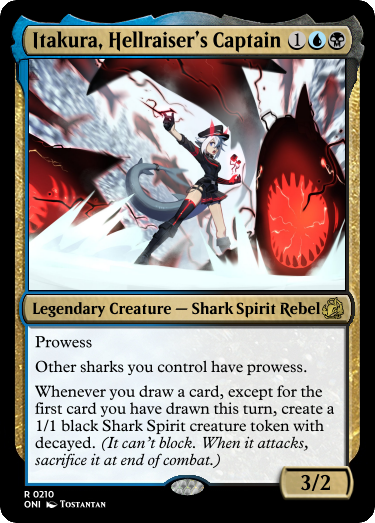 Itakura, Hellraiser's Captain 1
Legendary Creature — Shark Spirit Rebel
Prowess
Other sharks you control have prowess.
Whenever you draw a card, except for the
first card you have drawn this turn, create a
1/1 black Shark Spirit creature token with
decayed. (It can't block. When it attacks,
sacrifice it at end of combat.)
3/2
R 0210
ONI Tostantan